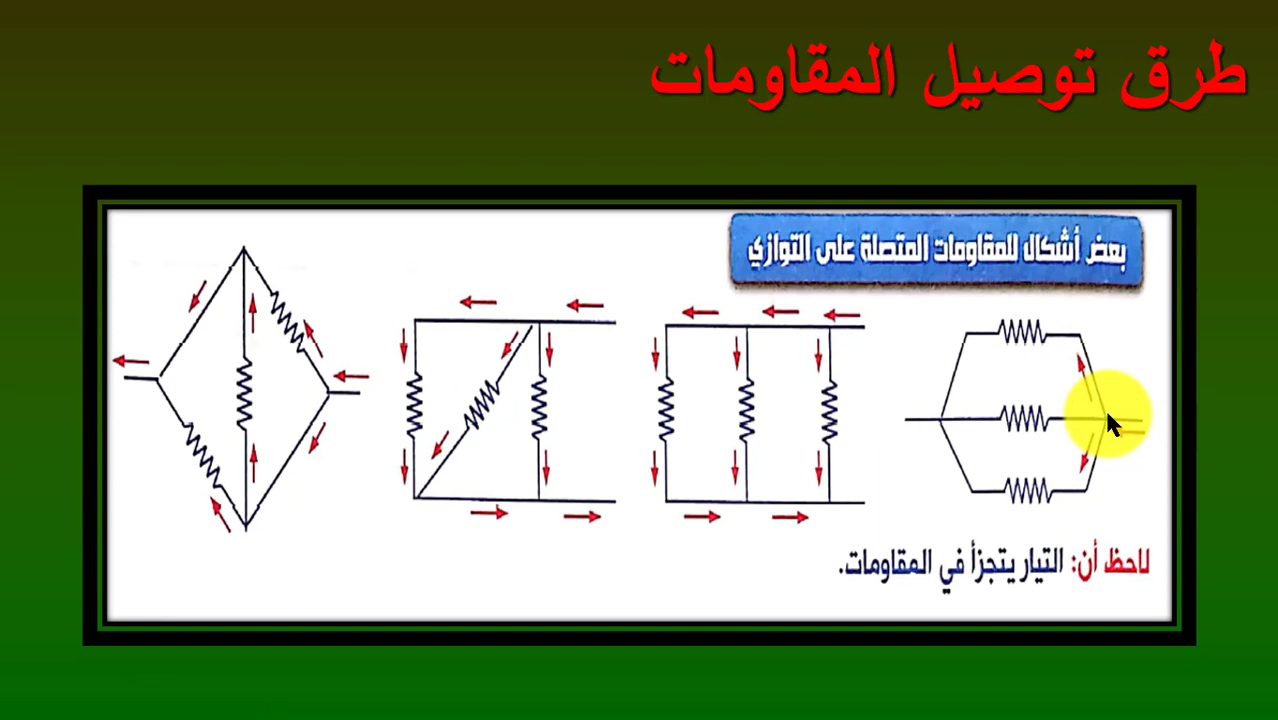 طرق توصيل المقاومات
بعض أشكال للمقاومات المتصلة على التوازي
لاحظ أن: التيار يتجزأ في المقاومات.